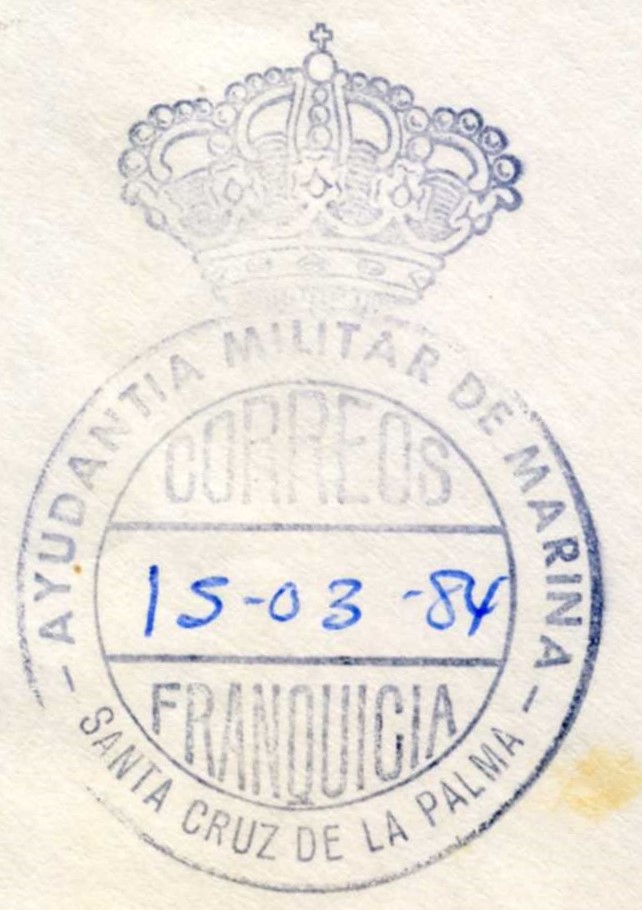 AYUDANTIA MILITAR DE MARINA
CORREOS
15-03-84
FRANQUICIA
SANTA CRUZ DE LA PALMA